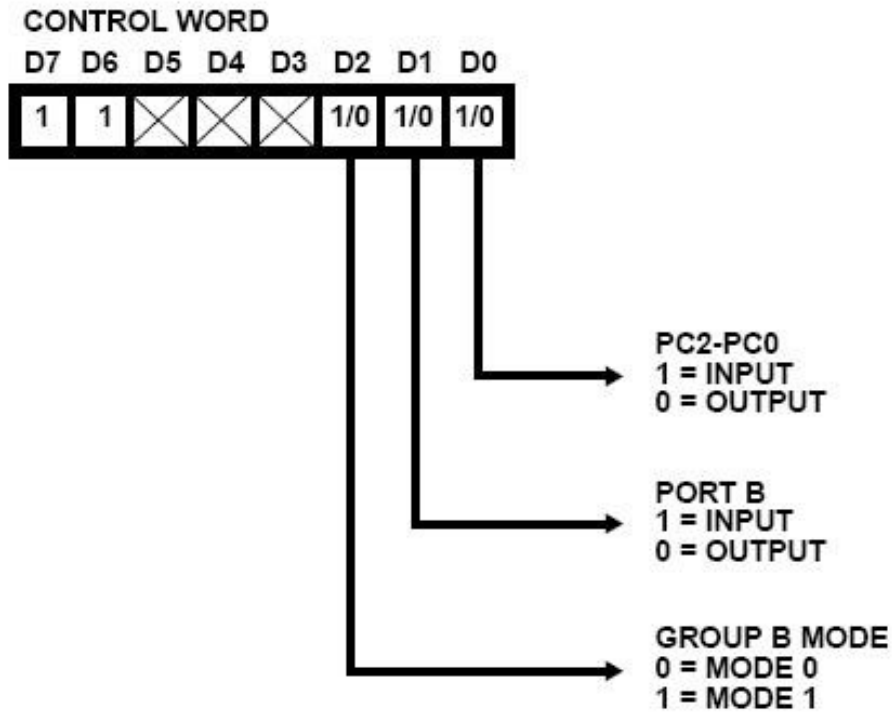 CONTROL WORD
D7 D6 D5 D4 D3 D2 D1 D0
1 1 1/0 1/0 1/0
PC2-PC0
1 = INPUT
0 = OUTPUT
PORT B
1 = INPUT
0 = OUTPUT
GROUP B MODE
0 = MODE 0
1 = MODE 1